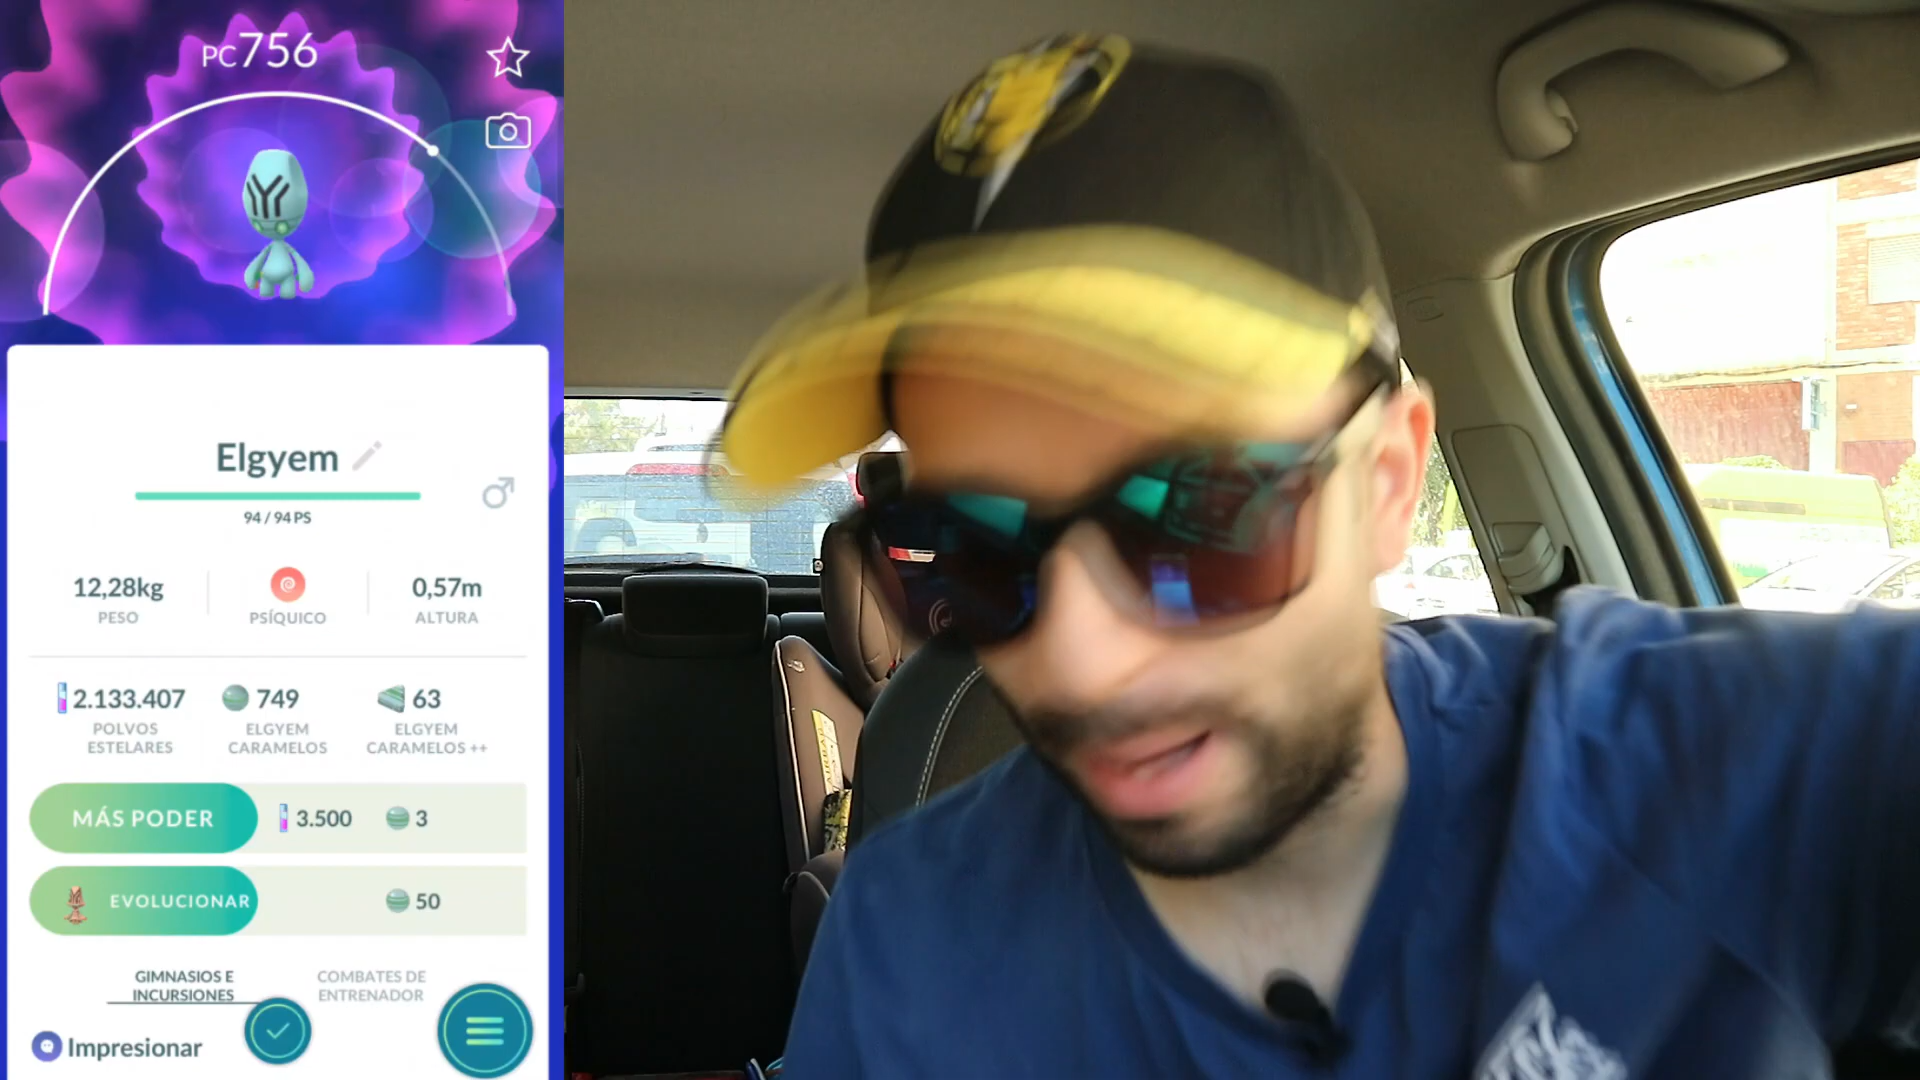 PC756
Elgyem
94 / 94 PS
12,28kg
PESO
PSÍQUICO
0,57m
ALTURA
2.133.407
POLVOS
ESTELARES
749
ELGYEM
CARAMELOS
63
ELGYEM
CARAMELOS ++
MÁS PODER
3.500
3
EVOLUCIONAR
50
GIMNASIOS E
INCURSIONES
COMBATES DE
ENTRENADOR
Impresionar